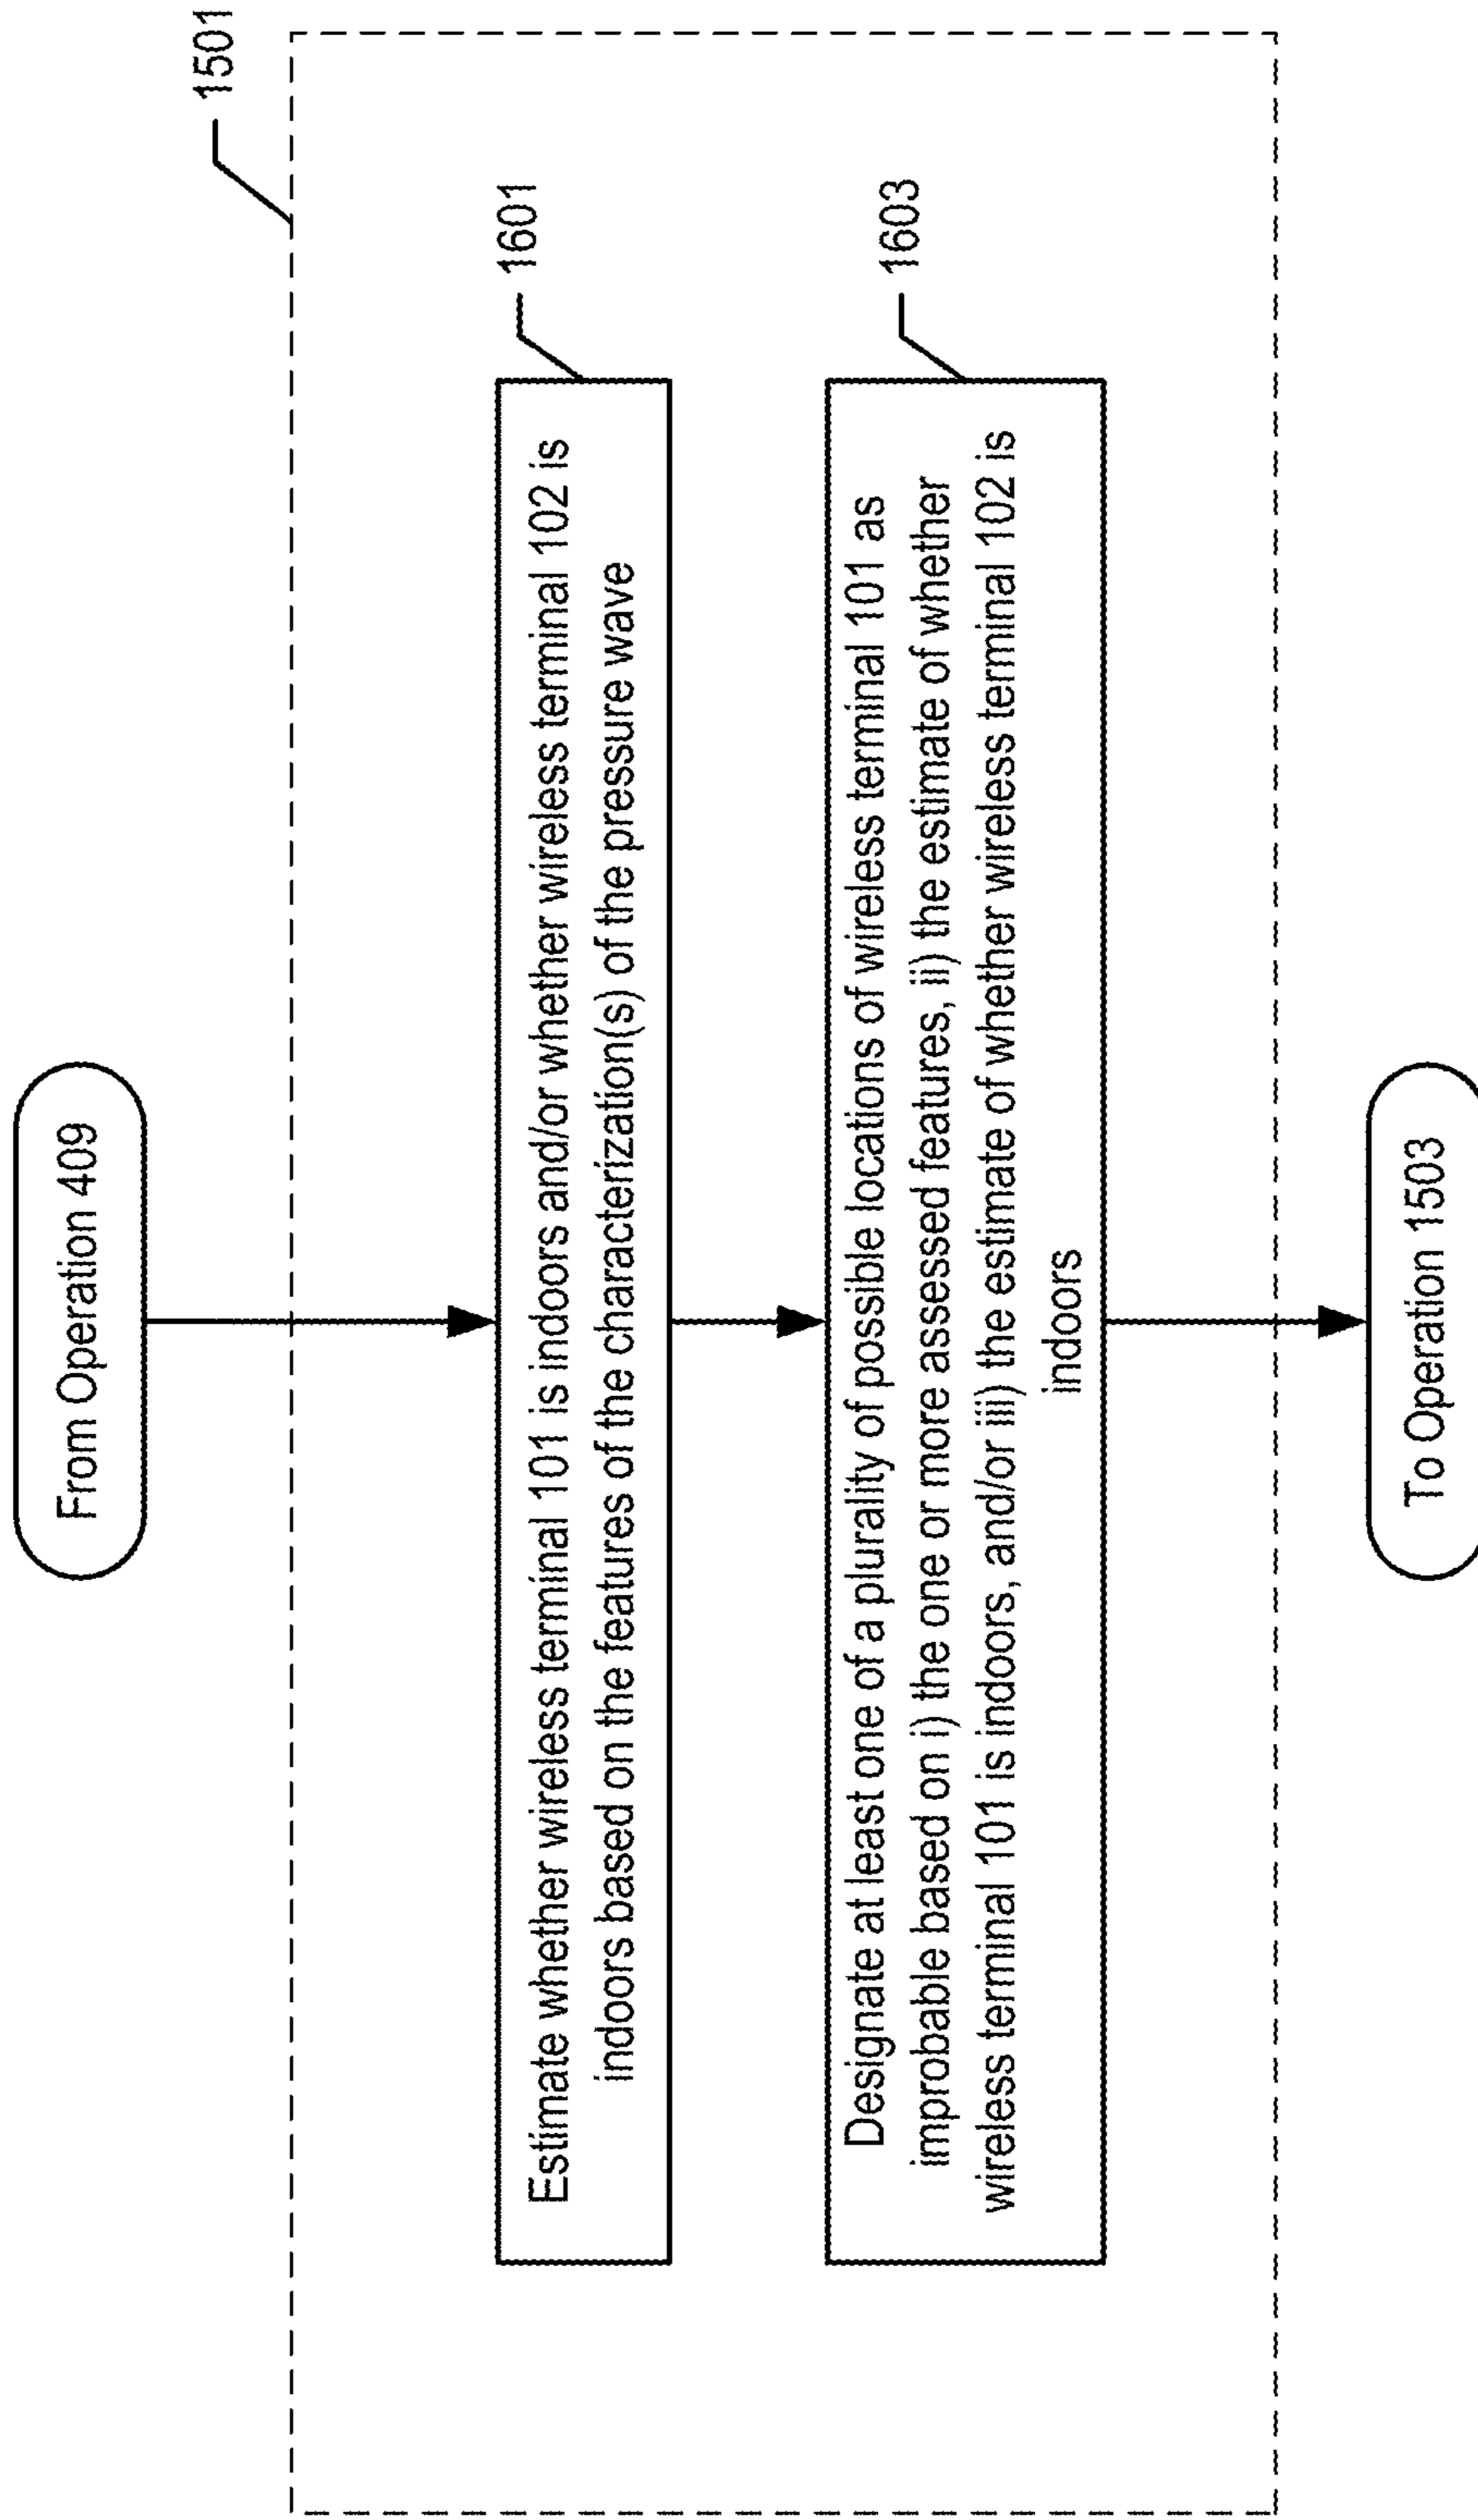 From Operation 409
1501
1601
Estimate whether wireless terminal 101 is indoors and/or whether wireless terminal 102 is
indoors based on the features of the characterization(s) of the pressure wave
1603
Designate at least one of a plurality of possible locations of wireless terminal 101 as
improbable based on i) the one or more assessed features, ii) the estimate of whether
wireless terminal 101 is indoors, and/or iii) the estimate of whether wireless terminal 102 is
indoors
To Operation 1503